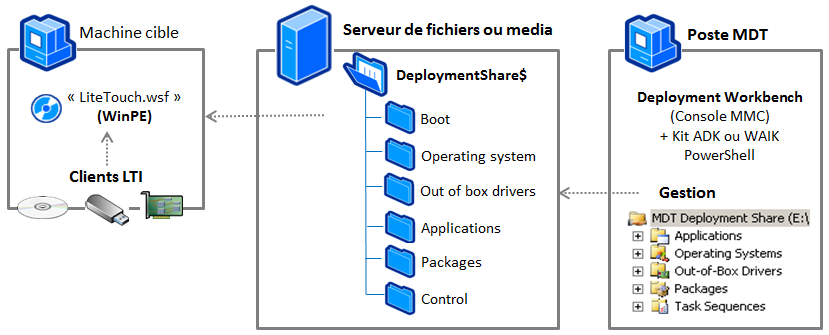 Machine cible
« LiteTouch.wsf »
(WinPE)
Clients LTI
Serveur de fichiers ou media
DeploymentShare$
Boot
Operating system
Out of box drivers
Applications
Packages
Control
Poste MDT
Deployment Workbench
(Console MMC)
+ Kit ADK ou WAIK
PowerShell
Gestion
MDT Deployment Share (E:\
Applications
Operating Systems
Out-of-Box Drivers
Packages
Task Sequences